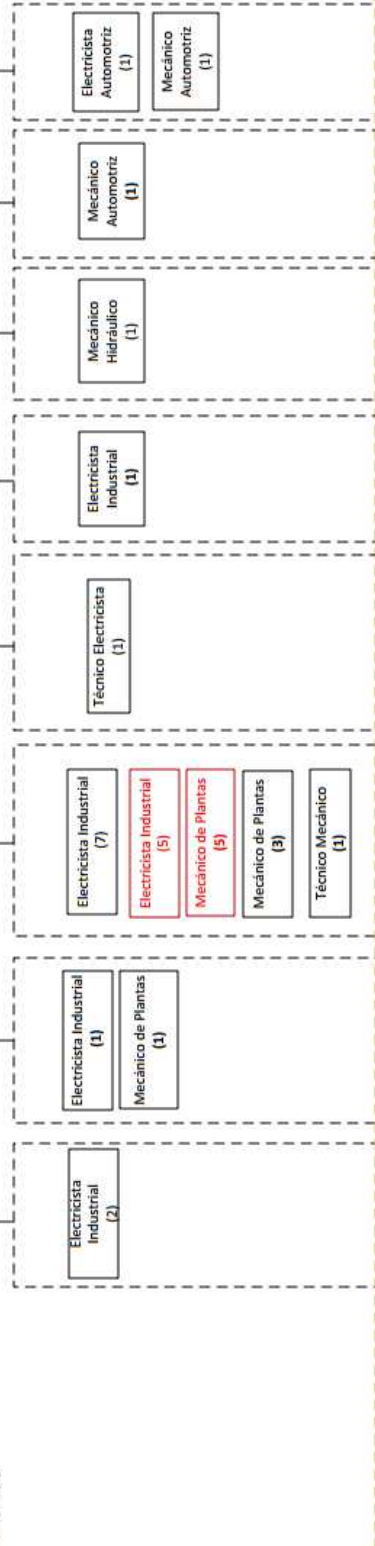 Electricista
Industrial
(2)
Electricista Industrial
(1)
Mecánico de Plantas
(1)
Electricista Industrial
(7)
Electricista Industrial
(5)
Mecánico de Plantas
(5)
Mecánico de Plantas
(3)
Técnico Mecánico
(1)
Técnico Electricista
(1)
Electricista
Industrial
(1)
Mecánico
Hidráulico
(1)
Mecánico
Automotriz
(1)
Electricista
Automotriz
(1)
Mecánico
Automotriz
(1)